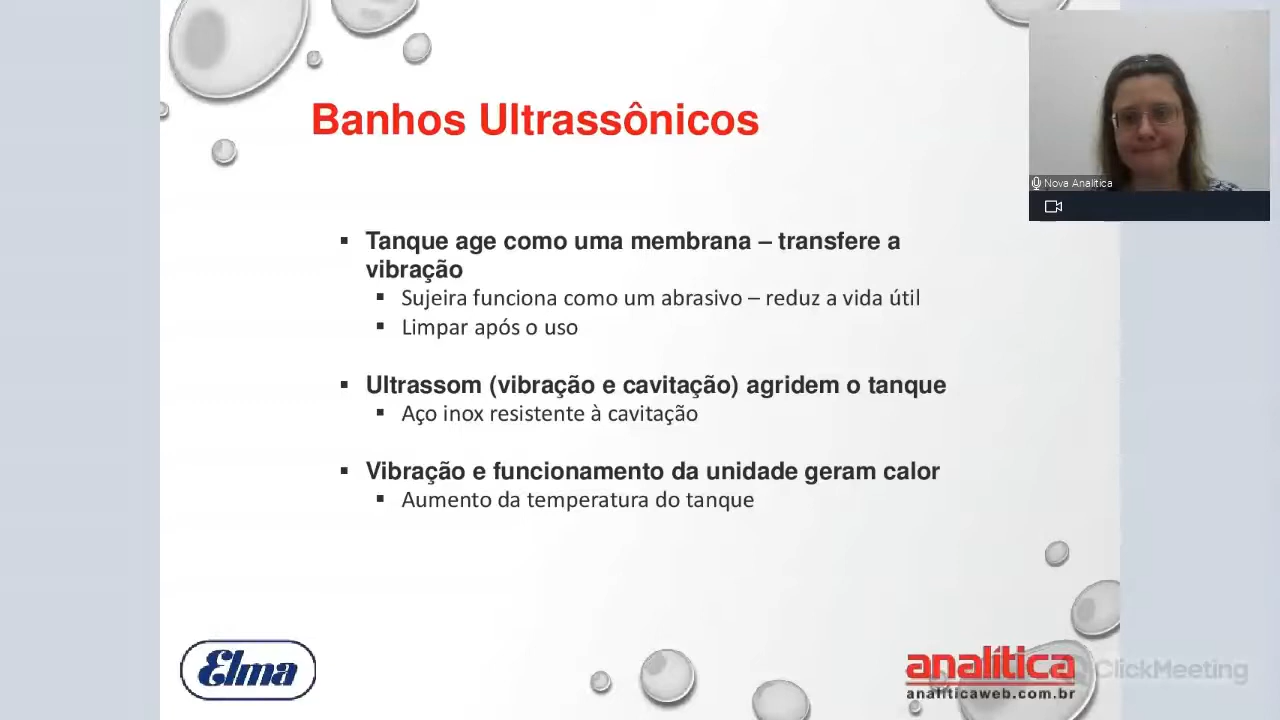 Banhos Ultrassônicos
Nova Analitica
▪ Tanque age como uma membrana – transfere a
vibração
▪ Sujeira funciona como um abrasivo – reduz a vida útil
▪ Limpar após o uso
▪ Ultrassom (vibração e cavitação) agridem o tanque
▪ Aço inox resistente à cavitação
▪ Vibração e funcionamento da unidade geram calor
▪ Aumento da temperatura do tanque
Elma
analítica
analiticaweb.com.br
ClickMeeting